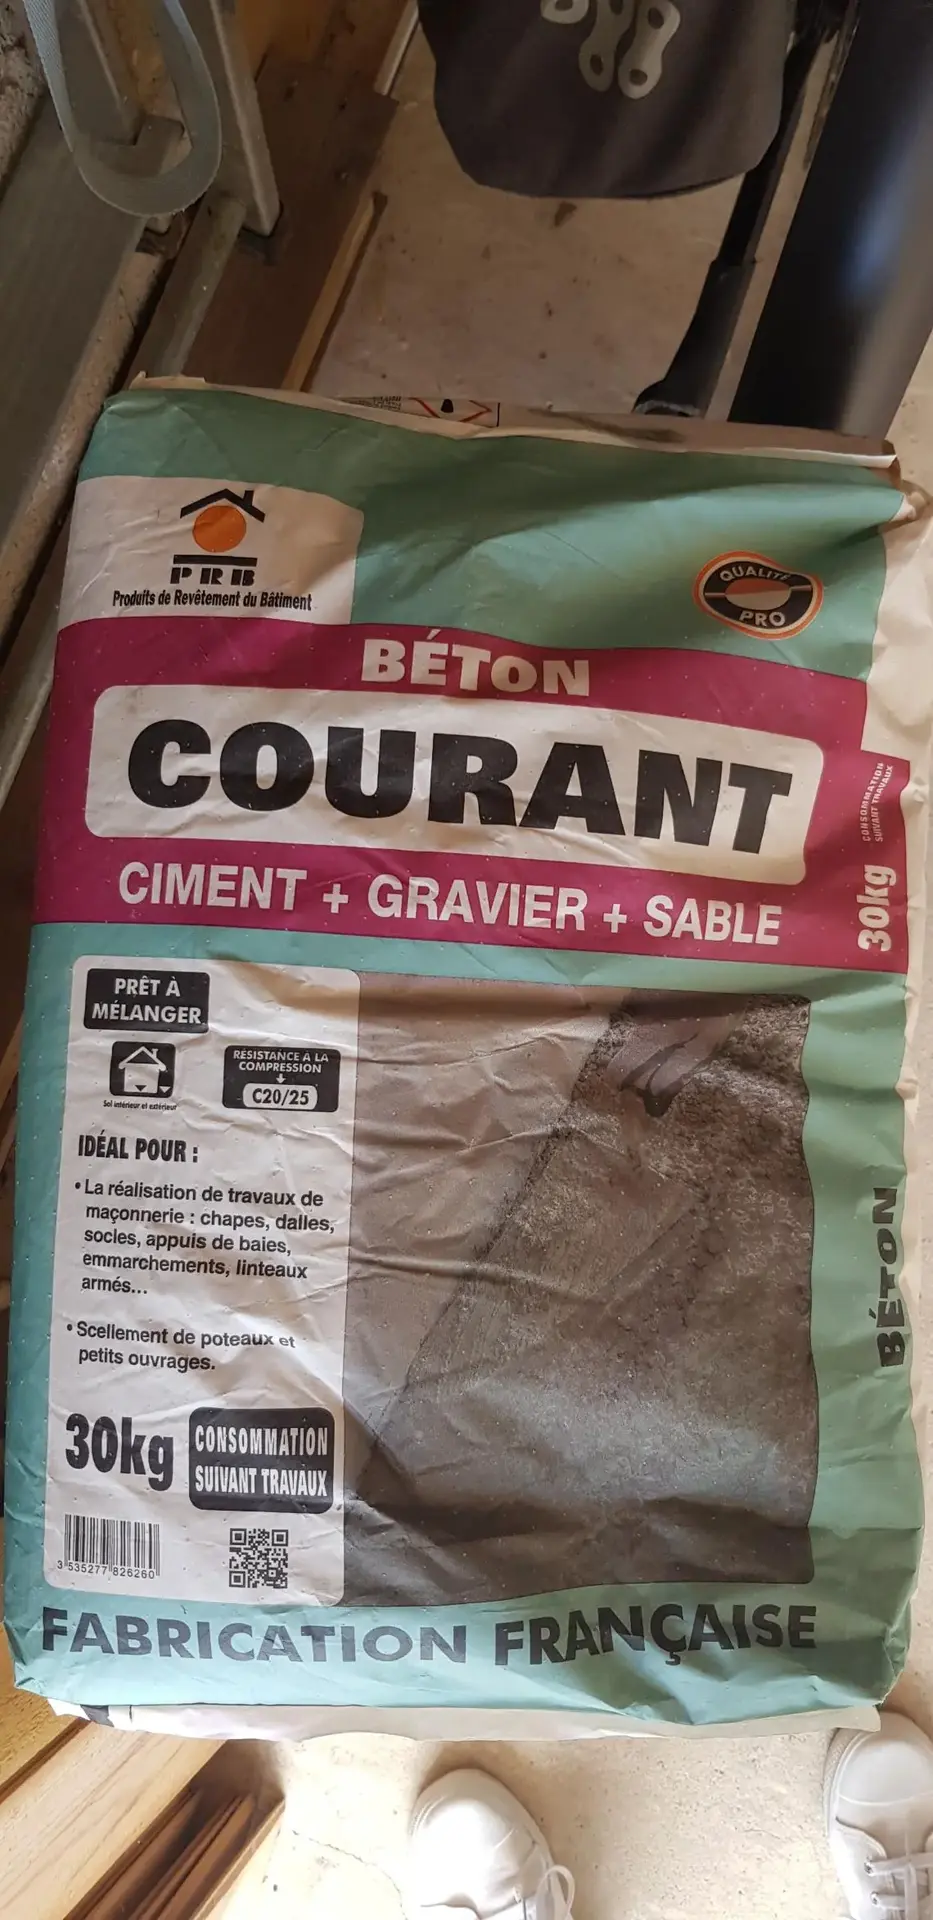 PRB
Produits de Revêtement du Bâtiment
QUALITÉ
PRO
BÉTON
COURANT
CIMENT + GRAVIER + SABLE
30kg
CONSOMMATION
SUIVANT TRAVAUX
PRÊT À
MÉLANGER
Sol intérieur et extérieur
RÉSISTANCE À LA
COMPRESSION
C20/25
IDÉAL POUR :
• La réalisation de travaux de
maçonnerie : chapes, dalles,
socles, appuis de baies,
emmarchements, linteaux
armés...
• Scellement de poteaux et
petits ouvrages.
30kg
CONSOMMATION
SUIVANT TRAVAUX
3 535277 826260
BÉTON
FABRICATION FRANÇAISE